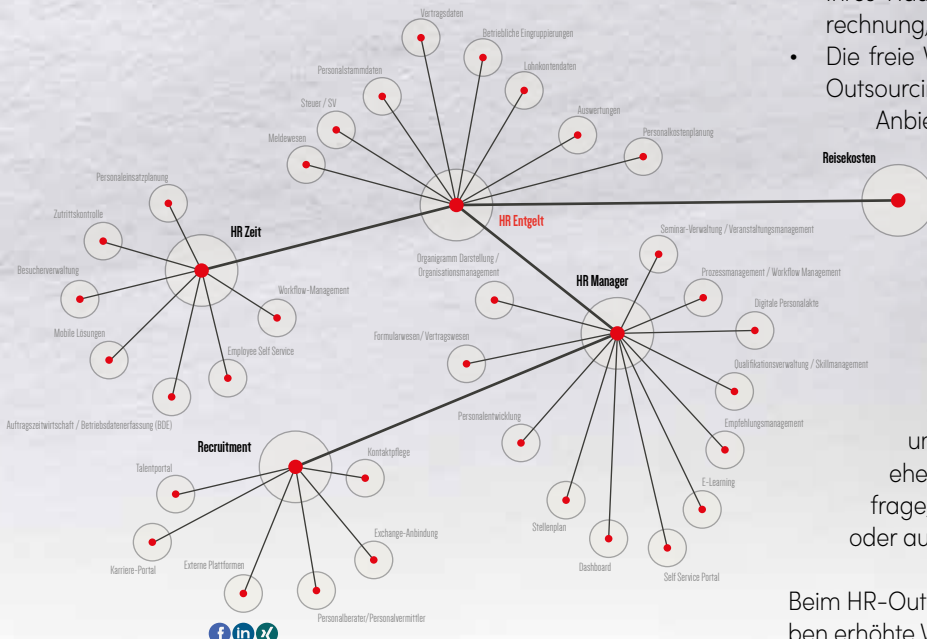 Vertragsdaten
Betriebliche Eingruppierungen
Personalstammdaten
Lohnkontendaten
Steuer / SV
Auswertungen
Meldewesen
Personalkostenplanung
Reisekosten
HR Entgelt
Personaleinsatzplanung
Zutrittskontrolle
HR Zeit
Besucherverwaltung
Workflow-Management
Mobile Lösungen
Employee Self Service
Auftragszeitwirtschaft / Betriebsdatenerfassung (BDE)
Organigramm Darstellung /
Organisationsmanagement
Seminar-Verwaltung / Veranstaltungsmanagement
HR Manager
Prozessmanagement / Workflow Management
Digitale Personalakte
Formularwesen/ Vertragswesen
Qualifikationsverwaltung / Skillmanagement
Personalentwicklung
Empfehlungsmanagement
E-Learning
Stellenplan
Dashboard
Self Service Portal
Recruitment
Kontaktpflege
Talentportal
Exchange-Anbindung
Karriere-Portal
Externe Plattformen
Personalberater/Personalvermittler
f in
rechnung,
• Die freie
Outsourcin
Anbie
un
ehe
frage,
oder au
Beim HR-Out
ben erhöhte